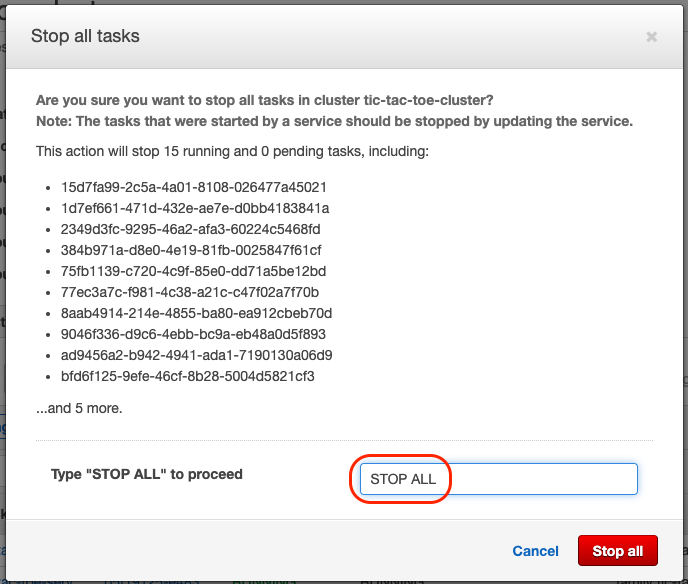 Stop all tasks
Are you sure you want to stop all tasks in cluster tic-tac-toe-cluster?
Note: The tasks that were started by a service should be stopped by updating the service.
This action will stop 15 running and 0 pending tasks, including:
• 15d7fa99-2c5a-4a01-8108-026477a45021
• 1d7ef661-471d-432e-ae7e-d0bb4183841a
• 2349d3fc-9295-46a2-afa3-60224c5468fd
• 384b971a-d8e0-4e19-81fb-0025847f61cf
• 75fb1139-c720-4c9f-85e0-dd71a5be12bd
• 77ec3a7c-f981-4c38-a21c-c47f02a7f70b
• 8aab4914-214e-4855-ba80-ea912cbeb70d
• 9046f336-d9c6-4ebb-bc9a-eb48a0d5f893
• ad9456a2-b942-4941-ada1-7190130a06d9
• bfd6f125-9efe-46cf-8b28-5004d5821cf3
...and 5 more.
Type "STOP ALL" to proceed STOP ALL
Cancel Stop all